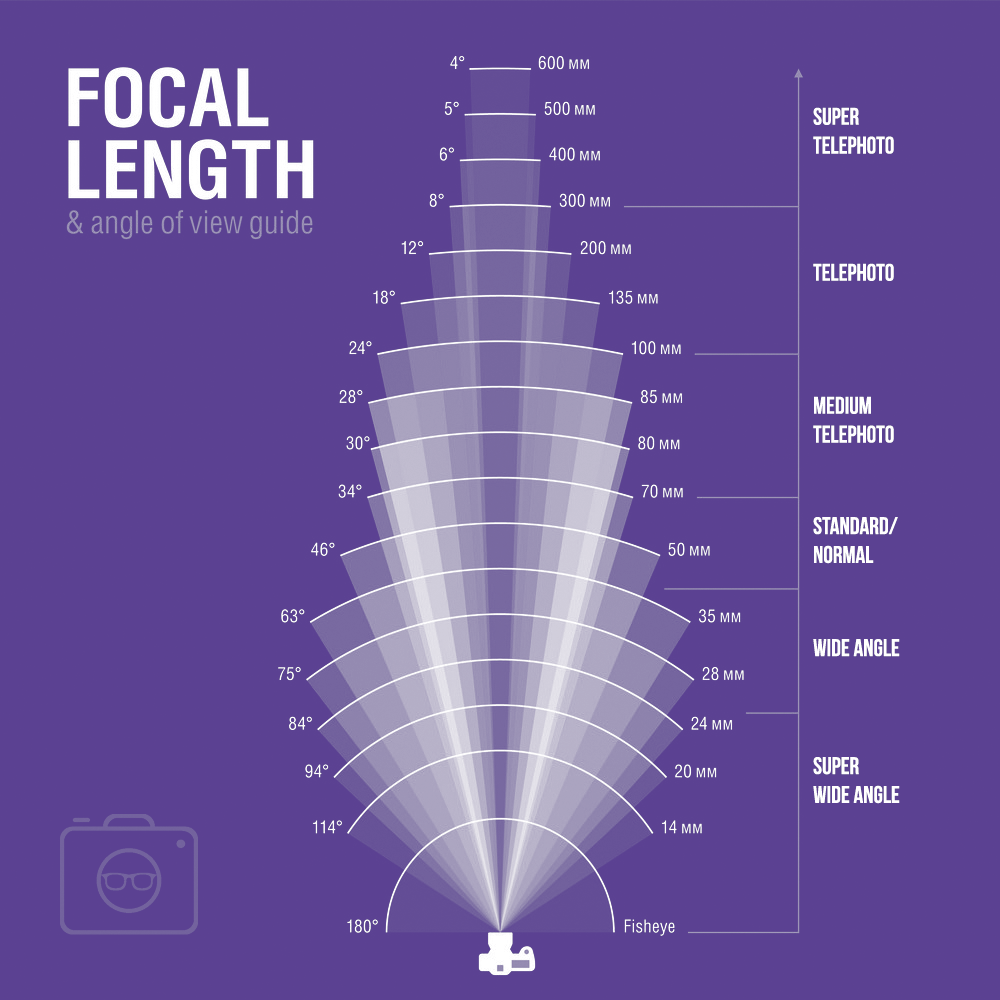 FOCAL
LENGTH
& angle of view guide
4° 600 мм
5° 500 мм
6° 400 мм
8° 300 мм
12° 200 мм
18° 135 мм
24° 100 мм
28° 85 мм
30° 80 мм
34° 70 мм
46° 50 мм
63° 35 мм
75° 28 мм
84° 24 мм
94° 20 мм
114° 14 мм
180° Fisheye
SUPER
TELEPHOTO
TELEPHOTO
MEDIUM
TELEPHOTO
STANDARD/
NORMAL
WIDE ANGLE
SUPER
WIDE ANGLE